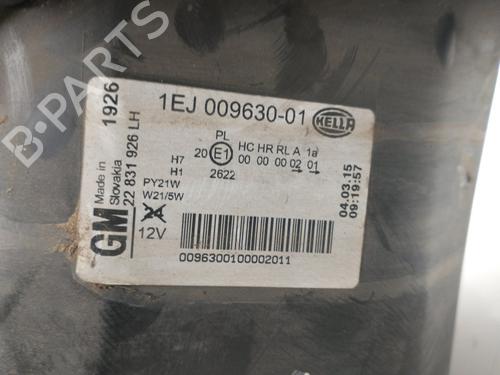 B-PARTS
1926
GM
Made in
Slovakia
22 831 926 LH
1EJ 009630-01
HELLA
PL
20 E1 HC HR RL A 1a
00 00 00 02 01
H7
H1 2622
PY21W
W21/5W
12V
04.03.15
09:19:57
0096300100002011